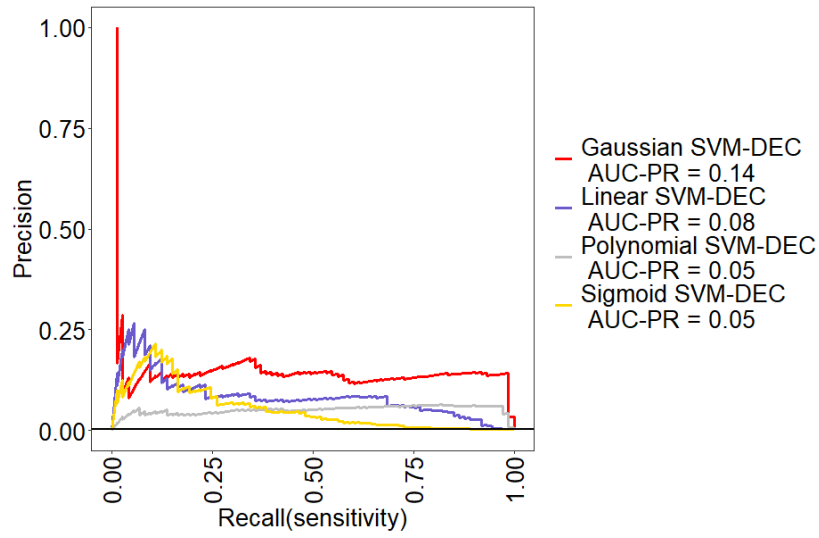 1.00
0.75
0.50
0.25
0.00
Precision
0.00
0.25
0.50
0.75
1.00
Recall(sensitivity)
Gaussian SVM-DEC
AUC-PR = 0.14
Linear SVM-DEC
AUC-PR = 0.08
Polynomial SVM-DEC
AUC-PR = 0.05
Sigmoid SVM-DEC
AUC-PR = 0.05